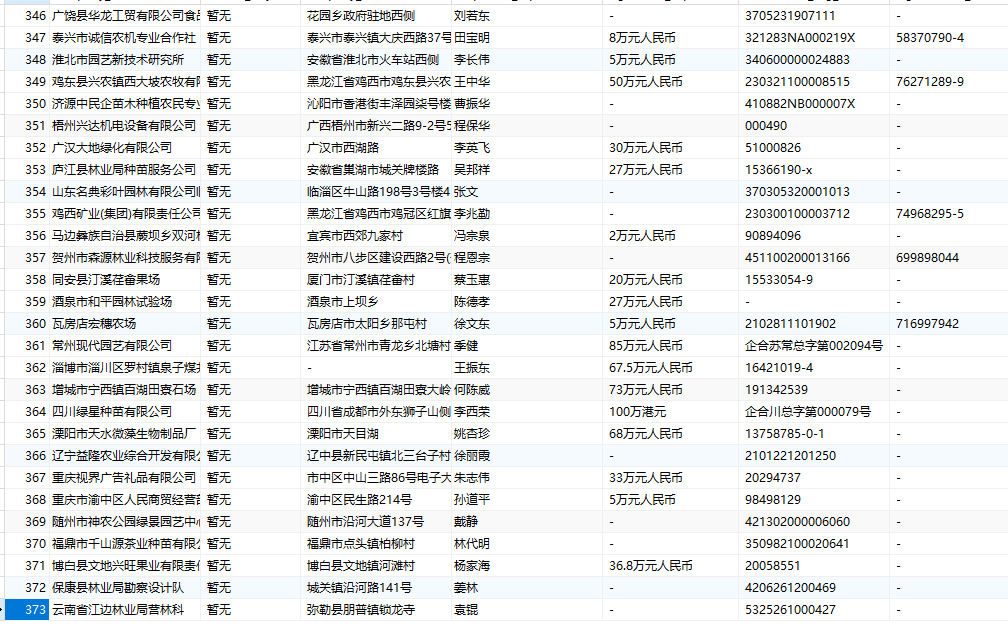 346 广饶县华龙工贸有限公司食品 暂无 花园乡政府驻地西侧 刘若东 - 3705231907111 -
347 泰兴市诚信农机专业合作社 暂无 泰兴市泰兴镇大庆西路37号 田宝明 8万元人民币 321283NA000219X 58370790-4
348 淮北市园艺新技术研究所 暂无 安徽省淮北市火车站西侧 李长伟 5万元人民币 340600000024883 -
349 鸡东县兴农镇西大坡农牧有限 暂无 黑龙江省鸡西市鸡东县兴农 王中华 50万元人民币 230321100008515 76271289-9
350 济源中民企苗木种植农民专业 暂无 沁阳市香港街丰泽园柒号楼 曹振华 - 410882NB000007X -
351 梧州兴达机电设备有限公司 暂无 广西梧州市新兴二路9-2号5 程保华 - 000490 -
352 广汉大地绿化有限公司 暂无 广汉市西湖路 李英飞 30万元人民币 51000826 -
353 庐江县林业局种苗服务公司 暂无 安徽省巢湖市城关牌楼路 吴邦祥 27万元人民币 15366190-x -
354 山东名典彩叶园林有限公司临 暂无 临淄区牛山路198号3号楼4 张文 - 370305320001013 -
355 鸡西矿业(集团)有限责任公司 暂无 黑龙江省鸡西市鸡冠区红旗 李兆勤 - 230300100003712 74968295-5
356 马边彝族自治县蕨坝乡双河村 暂无 宜宾市西郊九家村 冯宗泉 2万元人民币 90894096 -
357 贺州市森源林业科技服务有限 暂无 贺州市八步区建设西路2号( 程恩宗 - 451100200013166 699898044
358 同安县汀溪荏畲果场 暂无 厦门市汀溪镇荏畲村 蔡玉惠 20万元人民币 15533054-9 -
359 酒泉市和平园林试验场 暂无 酒泉市上坝乡 陈德孝 27万元人民币 - -
360 瓦房店宏穗农场 暂无 瓦房店市太阳乡那屯村 徐文东 5万元人民币 2102811101902 716997942
361 常州现代园艺有限公司 暂无 江苏省常州市青龙乡北塘村 季健 85万元人民币 企合苏常总字第002094号 -
362 淄博市淄川区罗村镇泉子煤井 暂无 - 王振东 67.5万元人民币 16421019-4 -
363 增城市宁西镇百湖田寮石场 暂无 增城市宁西镇百湖田寮大岭 何陈威 73万元人民币 191342539 -
364 四川绿星种苗有限公司 暂无 四川省成都市外东狮子山侧 李西荣 100万港元 企合川总字第000079号 -
365 溧阳市天水微藻生物制品厂 暂无 溧阳市天目湖 姚杏珍 68万元人民币 13758785-0-1 -
366 辽宁益隆农业综合开发有限公 暂无 辽中县新民屯镇北三台子村 徐丽霞 - 2101221201250 -
367 重庆视界广告礼品有限公司 暂无 市中区中山三路86号电子大 朱志伟 33万元人民币 20294737 -
368 重庆市渝中区人民商贸经营部 暂无 渝中区民生路214号 孙道平 5万元人民币 98498129 -
369 随州市神农公园绿景园艺中心 暂无 随州市沿河大道137号 戴静 - 421302000006060 -
370 福鼎市千山源茶业种苗有限公 暂无 福鼎市点头镇柏柳村 林代明 - 350982100020641 -
371 博白县文地兴旺果业有限责任 暂无 博白县文地镇河滩村 杨家海 36.8万元人民币 20058551 -
372 保康县林业局勘察设计队 暂无 城关镇沿河路141号 姜林 - 4206261200469 -
373 云南省江边林业局营林科 暂无 弥勒县朋普镇锁龙寺 袁锟 - 5325261000427 -